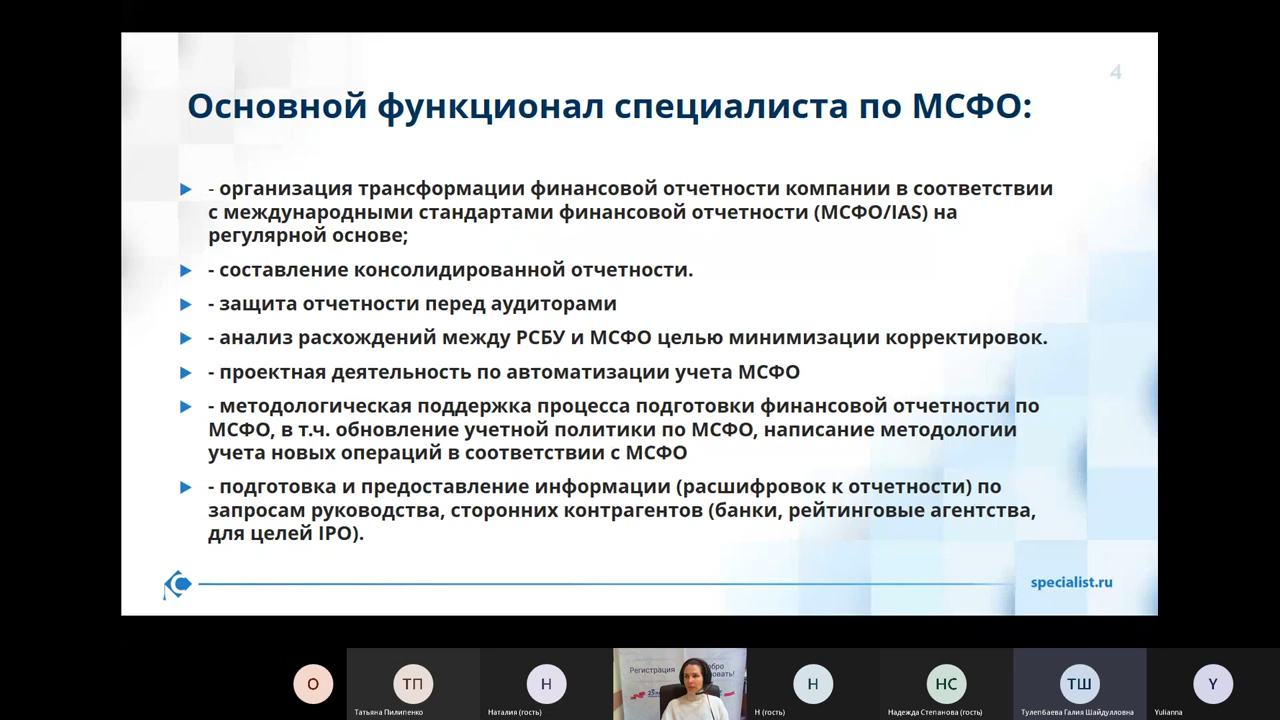 4
Основной функционал специалиста по МСФО:
- организация трансформации финансовой отчетности компании в соответствии
с международными стандартами финансовой отчетности (МСФО/IAS) на
регулярной основе;
- составление консолидированной отчетности.
- защита отчетности перед аудиторами
- анализ расхождений между РСБУ и МСФО целью минимизации корректировок.
- проектная деятельность по автоматизации учета МСФО
- методологическая поддержка процесса подготовки финансовой отчетности по
МСФО, в т.ч. обновление учетной политики по МСФО, написание методологии
учета новых операций в соответствии с МСФО
- подготовка и предоставление информации (расшифровок к отчетности) по
запросам руководства, сторонних контрагентов (банки, рейтинговые агентства,
для целей IPO).
specialist.ru
О
ТП
Татьяна Пилипенко
Н
Наталия (гость)
Регистрация
Н
Н (гость)
НС
Надежда Степанова (гость)
ТШ
Тулепбаева Галия Шайдулловна
Y
Yulianna